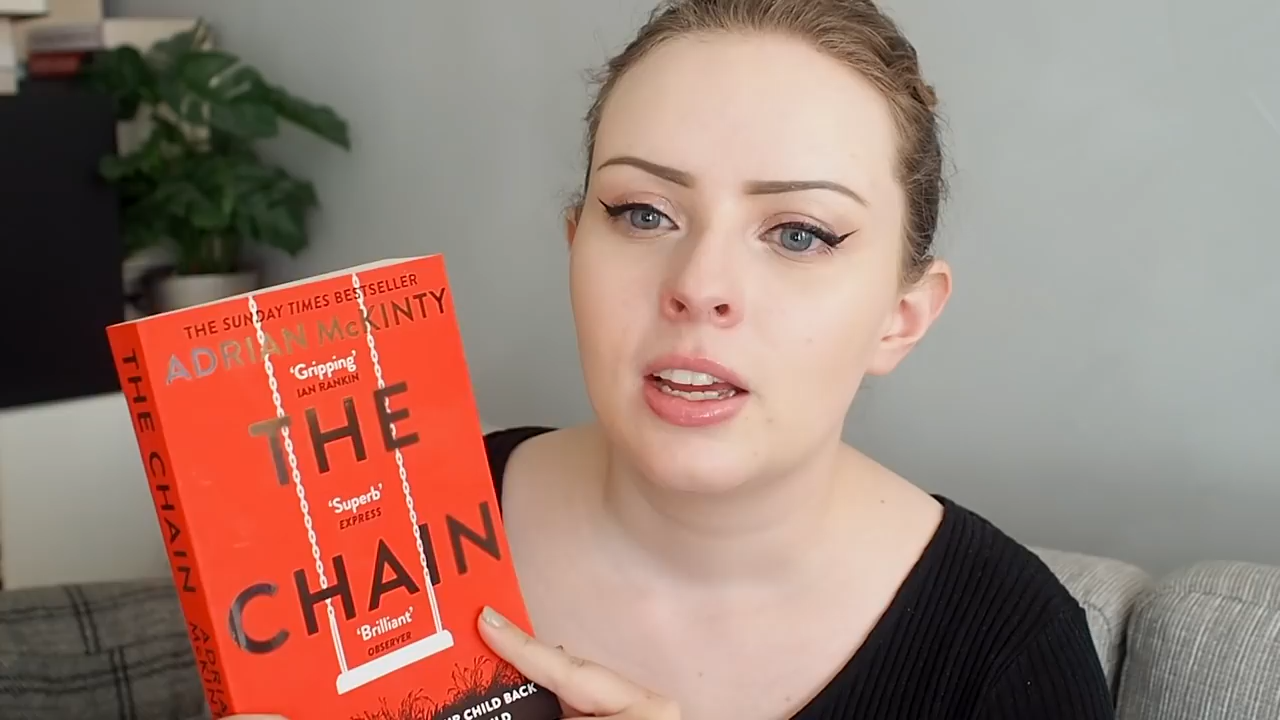 THE SUNDAY TIMES BESTSELLER
ADRIAN McKINTY
'Gripping'
IAN RANKIN
THE
'Superb'
EXPRESS
CHAIN
'Brilliant'
OBSERVER
CHILD BACK
THE CHAIN